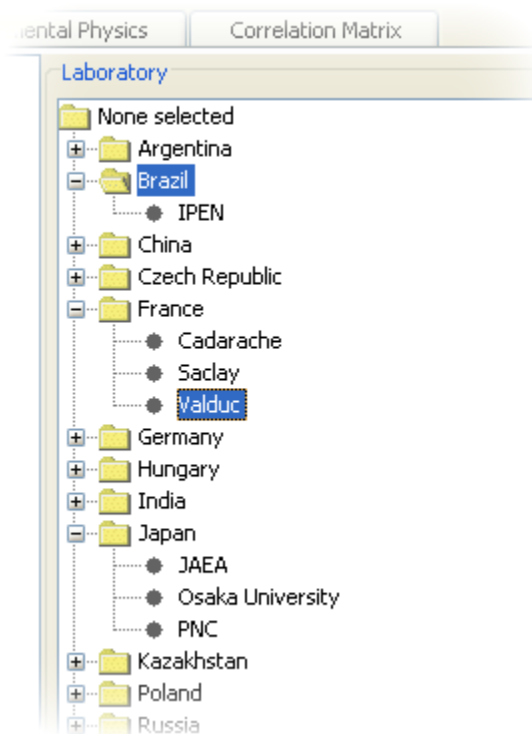 ental Physics Correlation Matrix
Laboratory
None selected
Argentina
Brazil
IPEN
China
Czech Republic
France
Cadarache
Saclay
Valduc
Germany
Hungary
India
Japan
JAEA
Osaka University
PNC
Kazakhstan
Poland
Russia